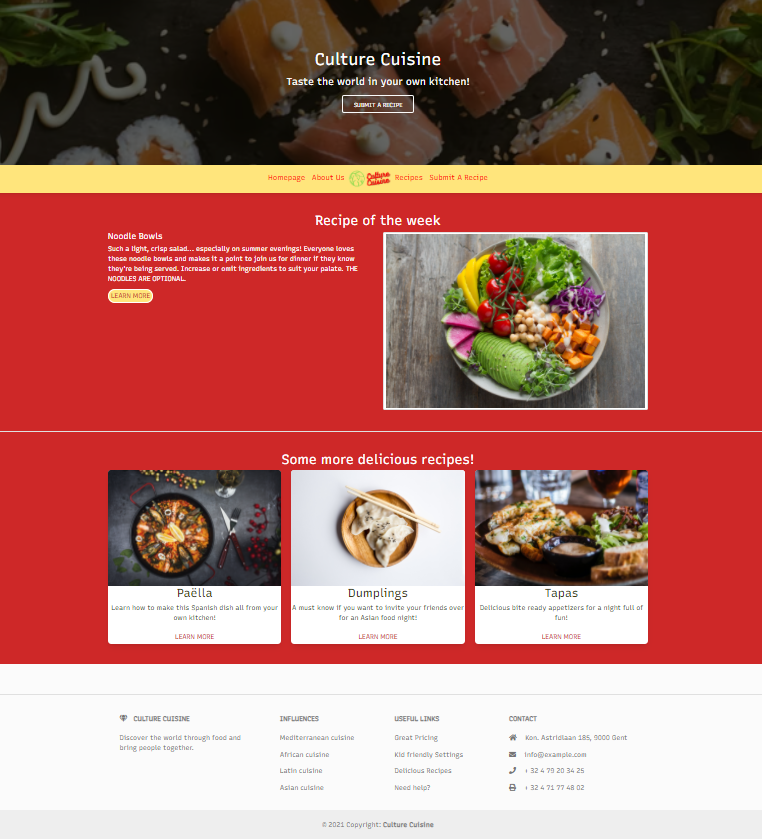 Culture Cuisine
Taste the world in your own kitchen!
SUBMIT A RECIPE
Homepage About Us Culture Cuisine Recipes Submit A Recipe
Recipe of the week
Noodle Bowls
Such a light, crisp salad... especially on summer evenings! Everyone loves
these noodle bowls and makes it a point to join us for dinner if they know
they're being served. Increase or omit ingredients to suit your palate. THE
NOODLES ARE OPTIONAL.
LEARN MORE
Some more delicious recipes!
Paëlla
Learn how to make this Spanish dish all from your
own kitchen!
LEARN MORE
Dumplings
A must know if you want to invite your friends over
for an Asian food night!
LEARN MORE
Tapas
Delicious bite ready appetizers for a night full of
fun!
LEARN MORE
CULTURE CUISINE
Discover the world through food and
bring people together.
INFLUENCES
Mediterranean cuisine
African cuisine
Latin cuisine
Asian cuisine
USEFUL LINKS
Great Pricing
Kid friendly Settings
Delicious Recipes
Need help?
CONTACT
Kon. Astridlaan 185, 9000 Gent
info@example.com
+ 32 4 79 20 34 25
+ 32 4 71 77 48 02
© 2021 Copyright: Culture Cuisine